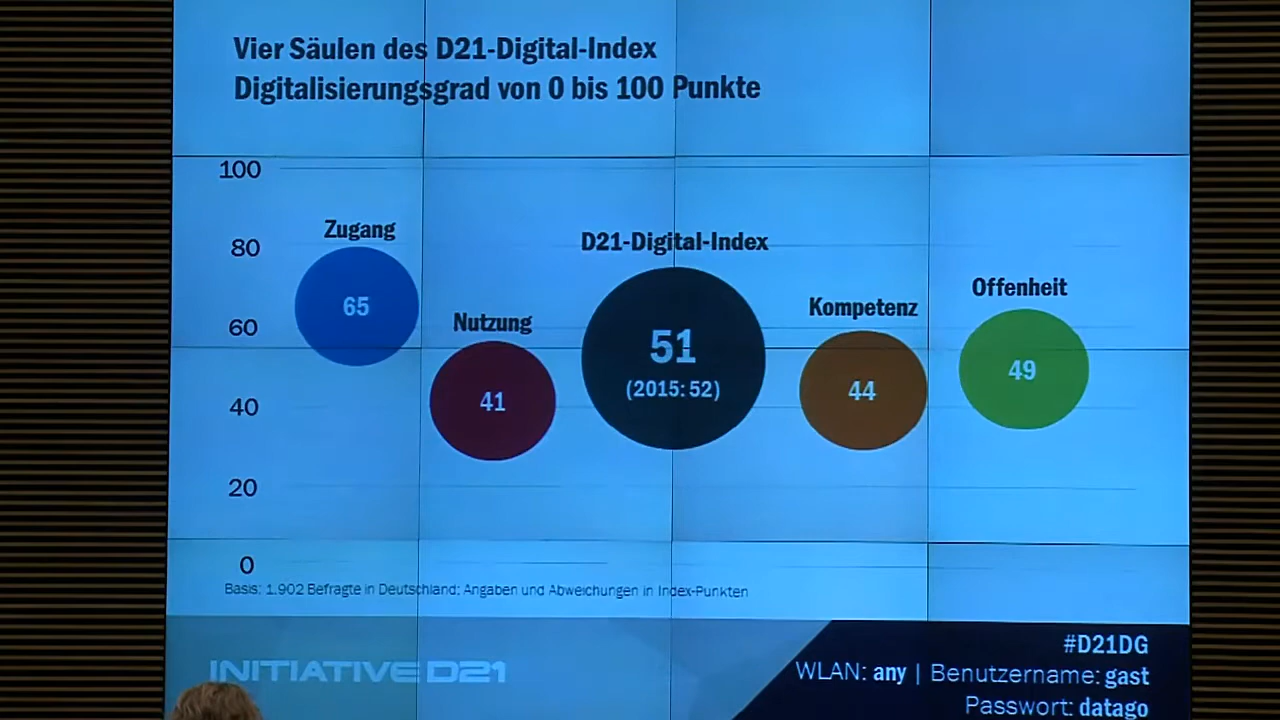 Vier Säulen des D21-Digital-Index
Digitalisierungsgrad von 0 bis 100 Punkte
100
80
60
40
20
0
Zugang
65
Nutzung
41
D21-Digital-Index
51
(2015: 52)
Kompetenz
44
Offenheit
49
Basis: 1.902 Befragte in Deutschland; Angaben und Abweichungen in Index-Punkten
INITIATIVE D21
#D21DG
WLAN: any | Benutzername: gast
Passwort: datago